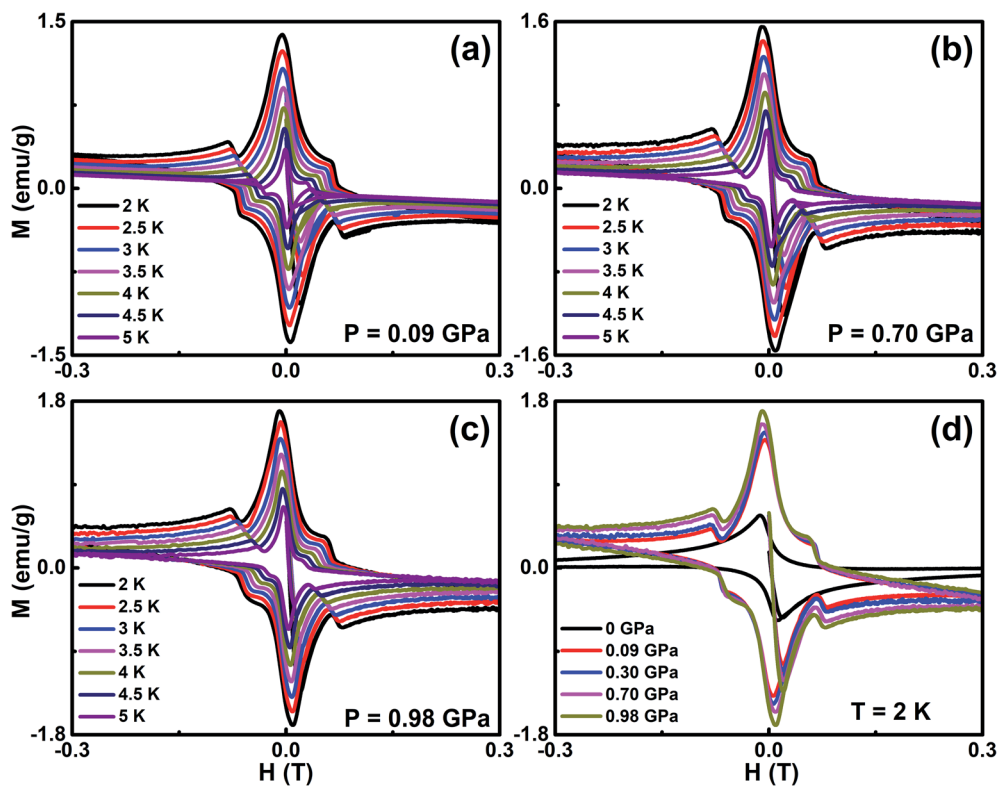 1.5
(a)
M (emu/g)
0.0
2 K
2.5 K
3 K
3.5 K
4 K
4.5 K
5 K
P = 0.09 GPa
-1.5
-0.3
0.0
0.3
1.6
(b)
0.0
2 K
2.5 K
3 K
3.5 K
4 K
4.5 K
5 K
P = 0.70 GPa
-1.6
-0.3
0.0
0.3
1.8
(c)
M (emu/g)
0.0
2 K
2.5 K
3 K
3.5 K
4 K
4.5 K
5 K
P = 0.98 GPa
-1.8
-0.3
0.0
0.3
H (T)
1.8
(d)
0.0
0 GPa
0.09 GPa
0.30 GPa
0.70 GPa
0.98 GPa
T = 2 K
-1.8
-0.3
0.0
0.3
H (T)